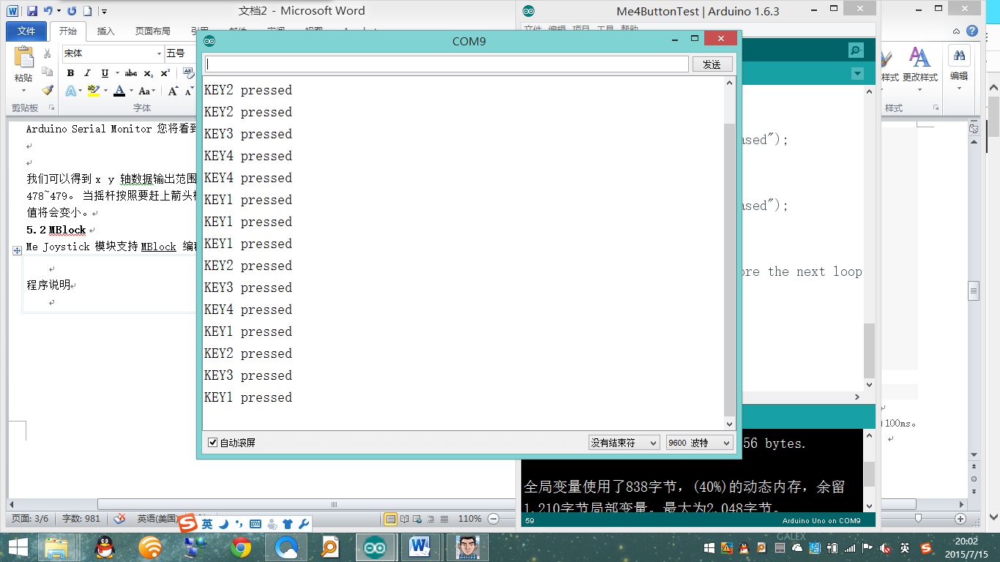 文档2 - Microsoft Word
文件
开始
插入
页面布局
粘贴
剪贴板
宋体
五号
B I U abc x₂ x²
A A Aa A A
字体
Arduino Serial Monitor 您将看到
我们可以得到 x y 轴数据输出范围
478~479。 当摇杆按照要赶上箭头
值将会变小。
5.2 MBlock
Me Joystick 模块支持 MBlock 编程
程序说明
页面: 3/6
字数: 981
英语(美国)
110%
COM9
发送
KEY2 pressed
KEY2 pressed
KEY3 pressed
KEY4 pressed
KEY4 pressed
KEY1 pressed
KEY1 pressed
KEY1 pressed
KEY2 pressed
KEY3 pressed
KEY4 pressed
KEY1 pressed
KEY2 pressed
KEY3 pressed
KEY1 pressed
自动滚屏
没有结束符
9600 波特
Me4ButtonTest | Arduino 1.6.3
文件 编辑 项目 工具 帮助
ased");
ased");
ore the next loop
56 bytes.
全局变量使用了838字节，(40%)的动态内存，余留
1,210字节局部变量。最大为2,048字节。
59
Arduino Uno on COM9
样式
更改样式
编辑
样式
100ms。
英
GALEX
英
20:02
2015/7/15